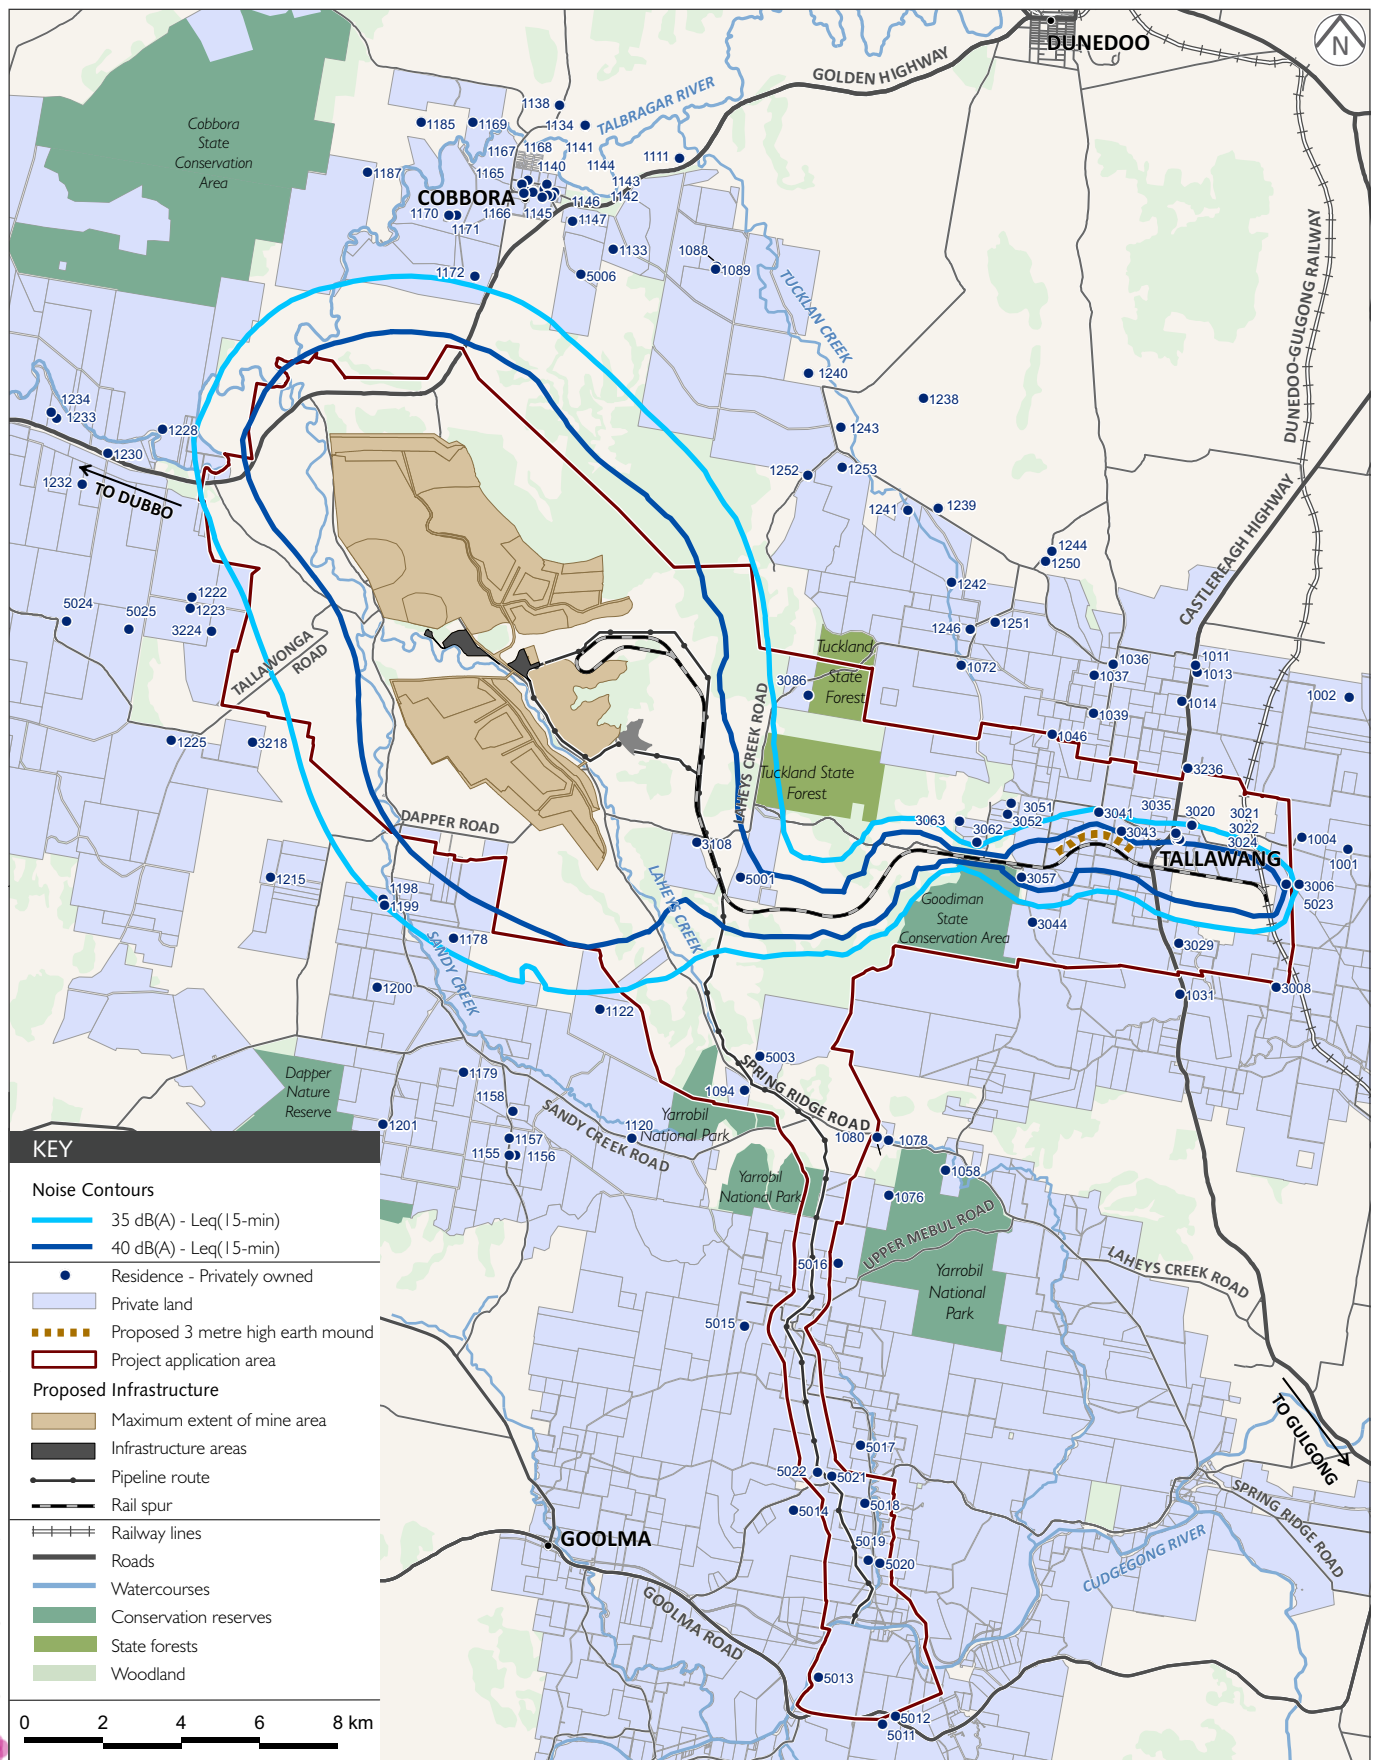 DUNEDOO
N
GOLDEN HIGHWAY
TALBRAGAR RIVER
Cobbora
State
Conservation
Area
1138
1134
1185
1169
1167
1168
1141
1144
1111
1187
1165
1140
1143
COBBORA
1146
1142
1170
1166
1145
1147
1171
1133
1088
1089
1172
5006
TUCKLAN CREEK
DUNEDOO-GULGONG RAILWAY
1240
1238
1234
1233
1228
1243
1230
1252
1253
1232
TO DUBBO
1241
1239
CASTLEREAGH HIGHWAY
1244
1250
1242
1222
1223
5024
5025
3224
1246
1251
TALLAWONGA
ROAD
Tuckland
State
Forest
1072
1036
1011
1037
1013
3086
1002
1014
1039
LAHEYS CREEK ROAD
1225
3218
1046
Tuckland State
Forest
3236
DAPPER ROAD
3051
3052
3063
3062
3041
3035
3020
3021
3043
3022
3024
1004
3108
TALLAWANG
1001
1215
5001
3057
3006
5023
1198
1199
Goodiman
State
Conservation Area
LAHEYS CREEK
3044
1178
SANDY CREEK
3029
1200
3008
1031
1122
5003
Dapper
Nature
Reserve
1179
SPRING RIDGE ROAD
1094
1158
SANDY CREEK ROAD
Yarrobil
National Park
1201
1120
1157
1080
1078
1155
1156
1058
Yarrobil
National Park
1076
UPPER MEBUL ROAD
LAHEYS CREEK ROAD
5016
Yarrobil
National
Park
5015
TO GULGONG
5017
5022
5021
5018
5014
SPRING RIDGE ROAD
GOOLMA
5019
5020
CUDGEGONG RIVER
GOOLMA ROAD
5013
5012
5011
KEY
Noise Contours
35 dB(A) - Leq(15-min)
40 dB(A) - Leq(15-min)
Residence - Privately owned
Private land
Proposed 3 metre high earth mound
Project application area
Proposed Infrastructure
Maximum extent of mine area
Infrastructure areas
Pipeline route
Rail spur
Railway lines
Roads
Watercourses
Conservation reserves
State forests
Woodland
0 2 4 6 8 km